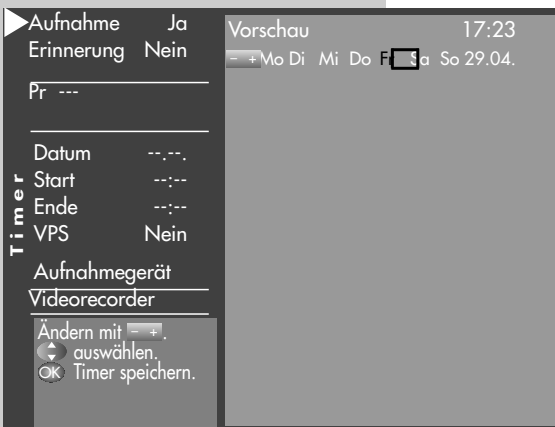 Aufnahme Ja
Erinnerung Nein
Pr ---
Datum --.--.
Start --:--
Ende --:--
VPS Nein
Aufnahmegerät
Videorecorder
Ändern mit - + .
auswählen.
OK Timer speichern.
Timer
Vorschau 17:23
- + Mo Di Mi Do Fr Sa So 29.04.